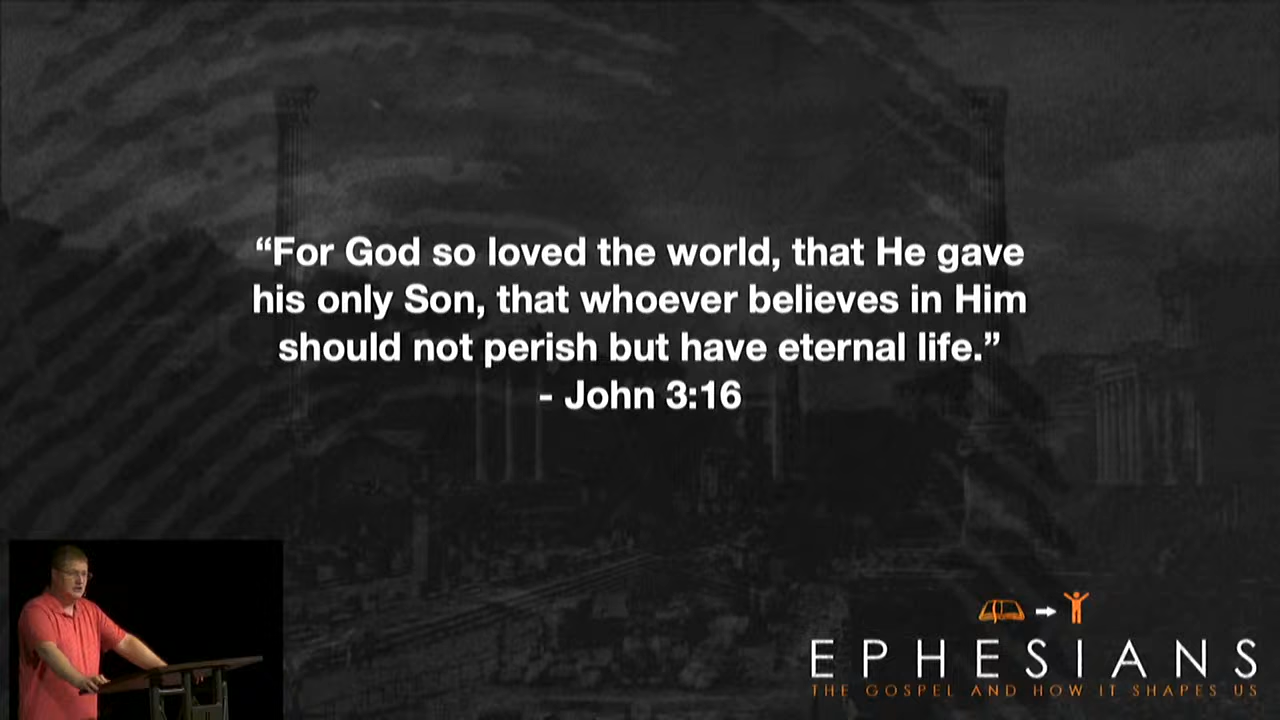 “For God so loved the world, that He gave
his only Son, that whoever believes in Him
should not perish but have eternal life.”
- John 3:16
EPHESIANS
THE GOSPEL AND HOW IT SHAPES US